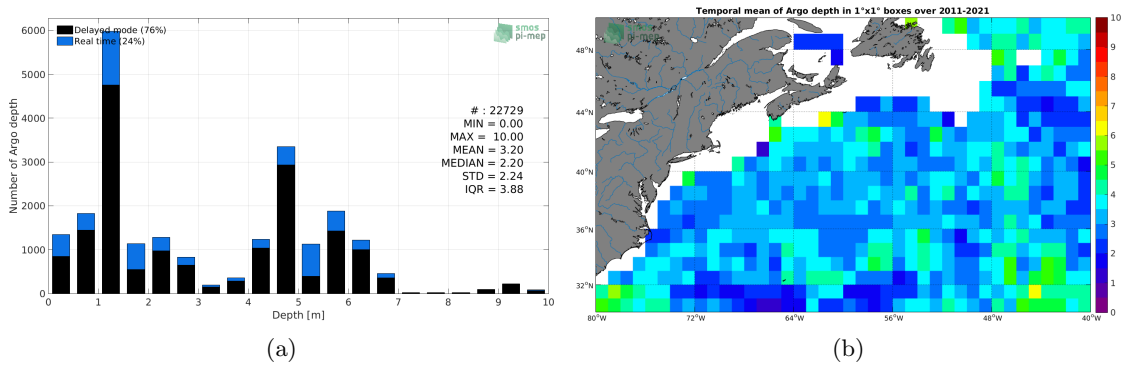 Delayed mode (76%)
Real time (24%)
smos
pi-mep
# : 22729
MIN = 0.00
MAX = 10.00
MEAN = 3.20
MEDIAN = 2.20
STD = 2.24
IQR = 3.88
Number of Argo depth
6000
5000
4000
3000
2000
1000
0
0 1 2 3 4 5 6 7 8 9 10
Depth [m]
(a)
Temporal mean of Argo depth in 1°x1° boxes over 2011-2021
smos
pi-mep
48°N
44°N
40°N
36°N
32°N
80°W 72°W 64°W 56°W 48°W 40°W
10
9
8
7
6
5
4
3
2
1
0
(b)